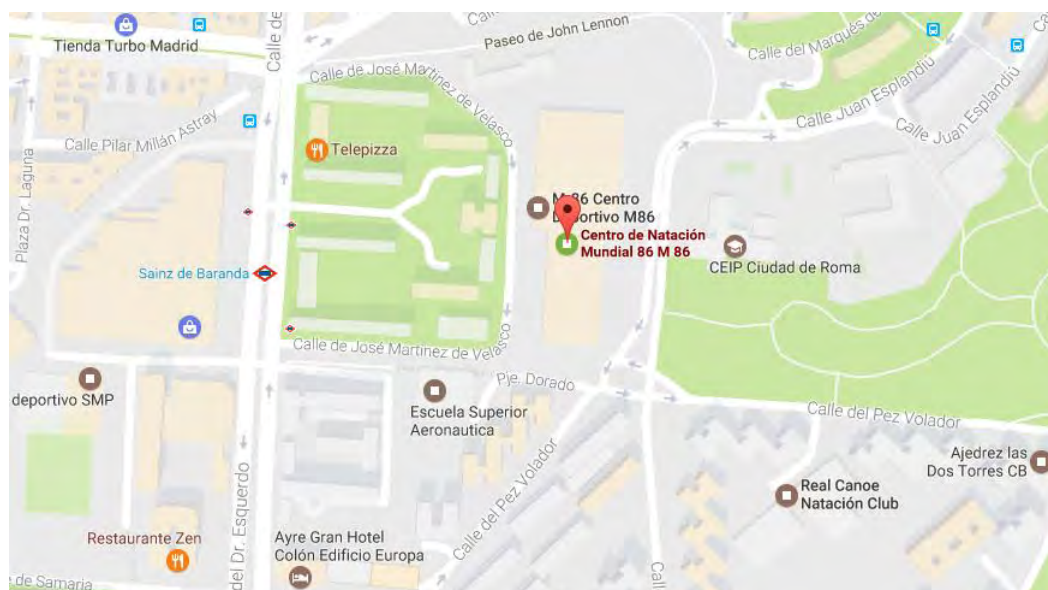 Tienda Turbo Madrid
Calle de
Paseo de John Lennon
Calle del Marqués de
Ca
Calle de José Martínez de Velasco
Calle Juan Esplandiú
Calle Juan Esplandiú
Calle Pilar Millán Astray
Telepizza
Plaza Dr. Laguna
M-86 Centro
Deportivo M86
Centro de Natación
Mundial 86 M 86
CEIP Ciudad de Roma
Sainz de Baranda
Calle de José Martínez de Velasco
Pje. Dorado
deportivo SMP
Escuela Superior
Aeronautica
Calle del Pez Volador
Ajedrez las
Dos Torres CB
Real Canoe
Natación Club
Calle del Pez Volador
del Dr. Esquerdo
Restaurante Zen
Ayre Gran Hotel
Colón Edificio Europa
Call
e de Samaria